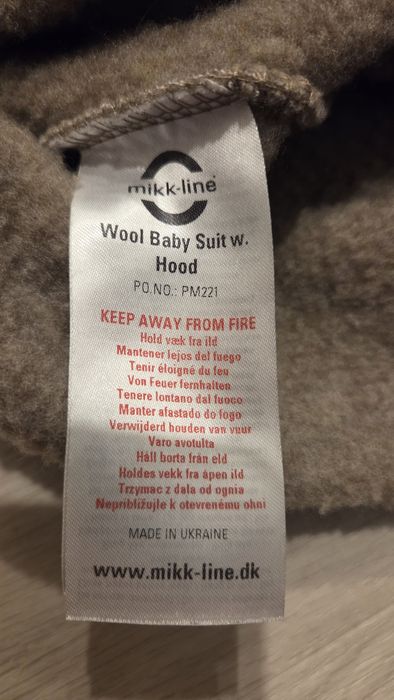 mikk-line®
Wool Baby Suit w.
Hood
PO.NO.: PM221
KEEP AWAY FROM FIRE
Hold væk fra ild
Mantener lejos del fuego
Tenir éloigné du feu
Von Feuer fernhalten
Tenere lontano dal fuoco
Manter afastado do fogo
Verwijderd houden van vuur
Varo avotulta
Håll borta från eld
Holdes vekk fra åpen ild
Trzymac z dala od ognia
Nepribližujte k otevrenému ohni
MADE IN UKRAINE
www.mikk-line.dk